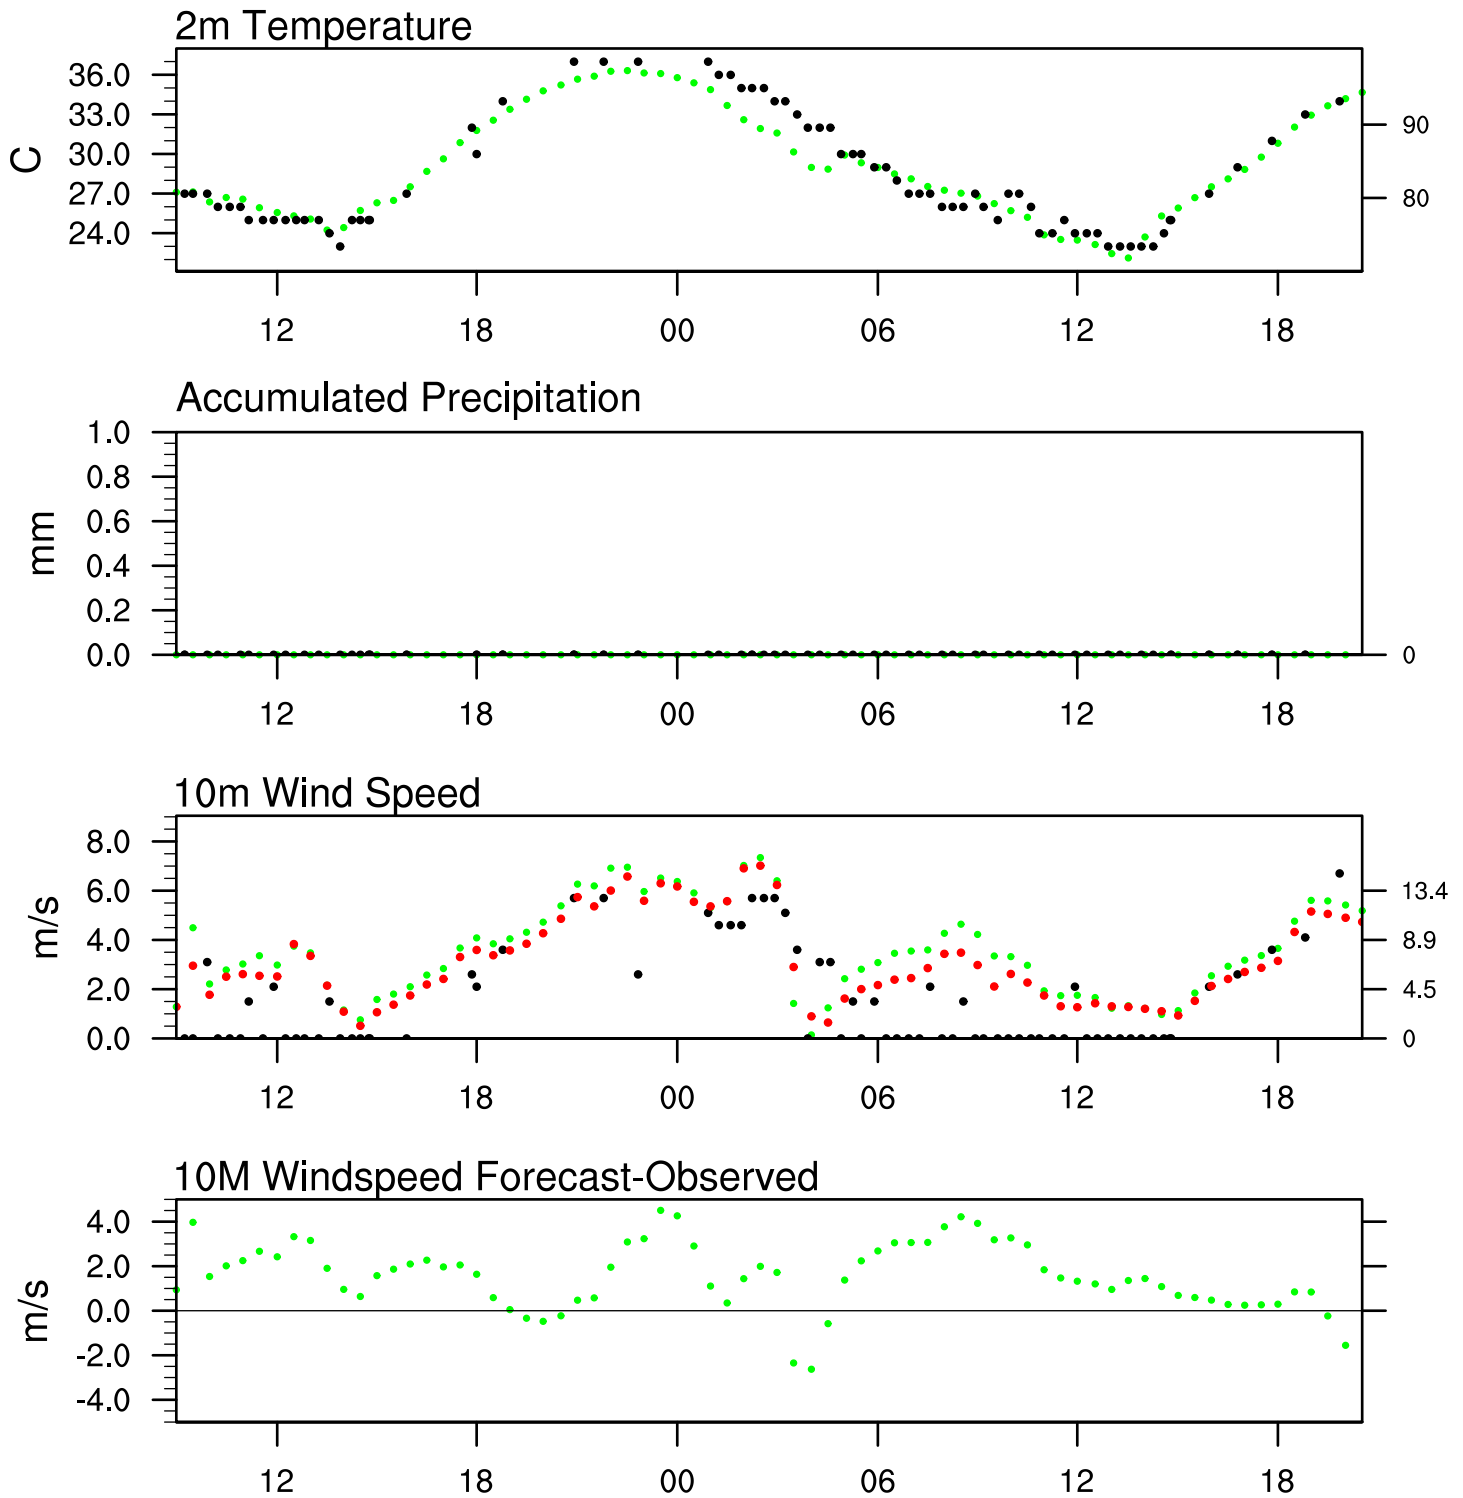 2m Temperature
36.0
33.0
30.0
27.0
24.0
C
90
80
12 18 00 06 12 18
Accumulated Precipitation
1.0
0.8
0.6
0.4
0.2
0.0
mm
0
12 18 00 06 12 18
10m Wind Speed
8.0
6.0
4.0
2.0
0.0
m/s
13.4
8.9
4.5
0
12 18 00 06 12 18
10M Windspeed Forecast-Observed
4.0
2.0
0.0
-2.0
-4.0
m/s
12 18 00 06 12 18